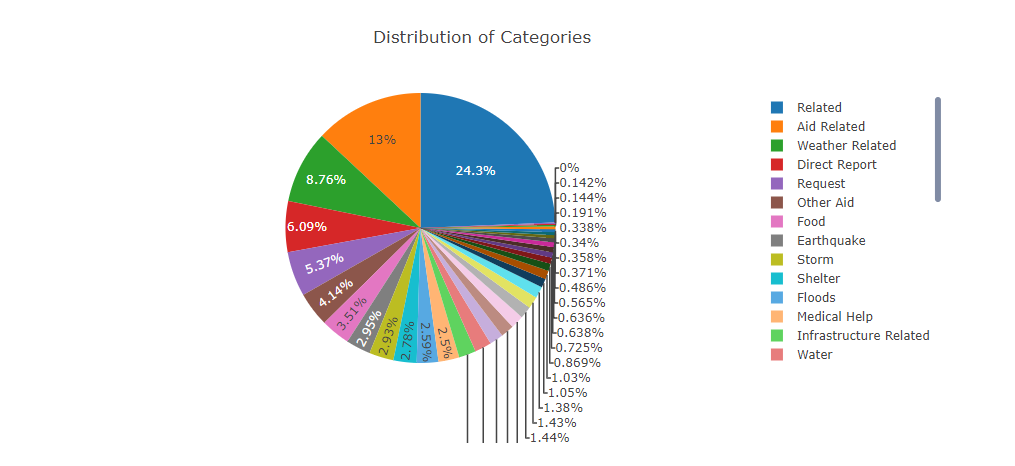 Distribution of Categories
24.3%
13%
8.76%
6.09%
5.37%
4.14%
3.51%
2.95%
2.93%
2.78%
2.59%
2.5%
0%
0.142%
0.144%
0.191%
0.338%
0.34%
0.358%
0.371%
0.486%
0.565%
0.636%
0.638%
0.725%
0.869%
1.03%
1.05%
1.38%
1.43%
1.44%
Related
Aid Related
Weather Related
Direct Report
Request
Other Aid
Food
Earthquake
Storm
Shelter
Floods
Medical Help
Infrastructure Related
Water